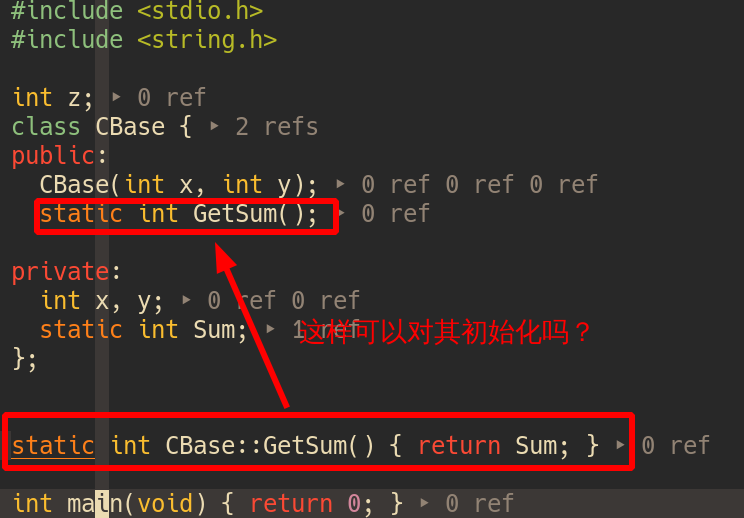 #include <stdio.h>
#include <string.h>
int z; ▸ 0 ref
class CBase { ▸ 2 refs
public:
CBase(int x, int y); ▸ 0 ref 0 ref 0 ref
static int GetSum(); ▸ 0 ref
private:
int x, y; ▸ 0 ref 0 ref
static int Sum; ▸ 1 ref
这样可以对其初始化吗？
};
static int CBase::GetSum() { return Sum; } ▸ 0 ref
int main(void) { return 0; } ▸ 0 ref